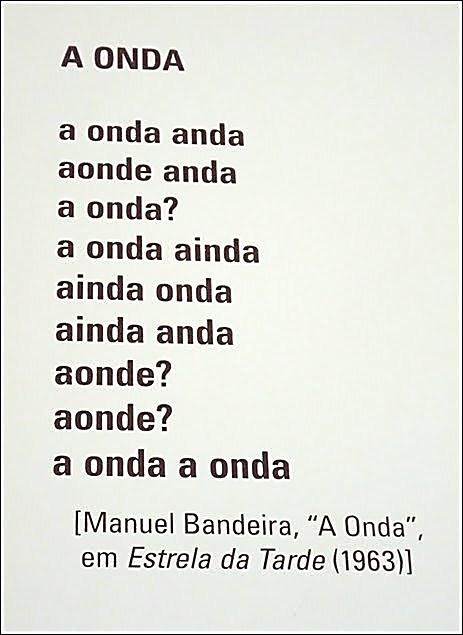 A ONDA
a onda anda
aonde anda
a onda?
a onda ainda
ainda onda
ainda anda
aonde?
aonde?
a onda a onda
[Manuel Bandeira, “A Onda”,
em Estrela da Tarde (1963)]